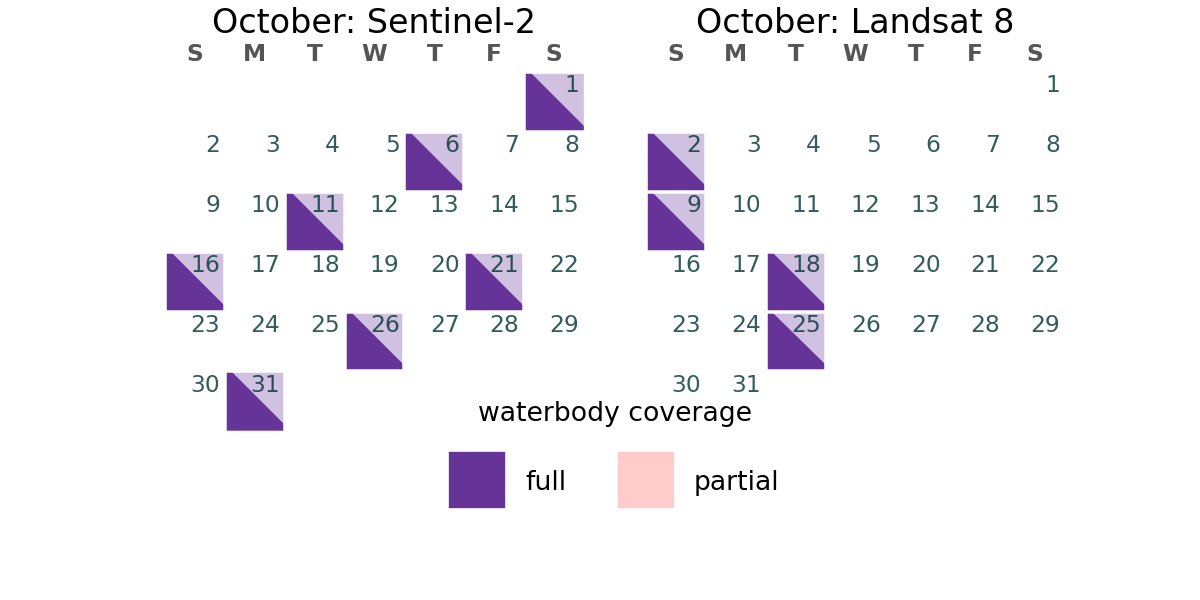 October: Sentinel-2
S M T W T F S
1
2 3 4 5 6 7 8
9 10 11 12 13 14 15
16 17 18 19 20 21 22
23 24 25 26 27 28 29
30 31
October: Landsat 8
S M T W T F S
1
2 3 4 5 6 7 8
9 10 11 12 13 14 15
16 17 18 19 20 21 22
23 24 25 26 27 28 29
30 31
waterbody coverage
full partial